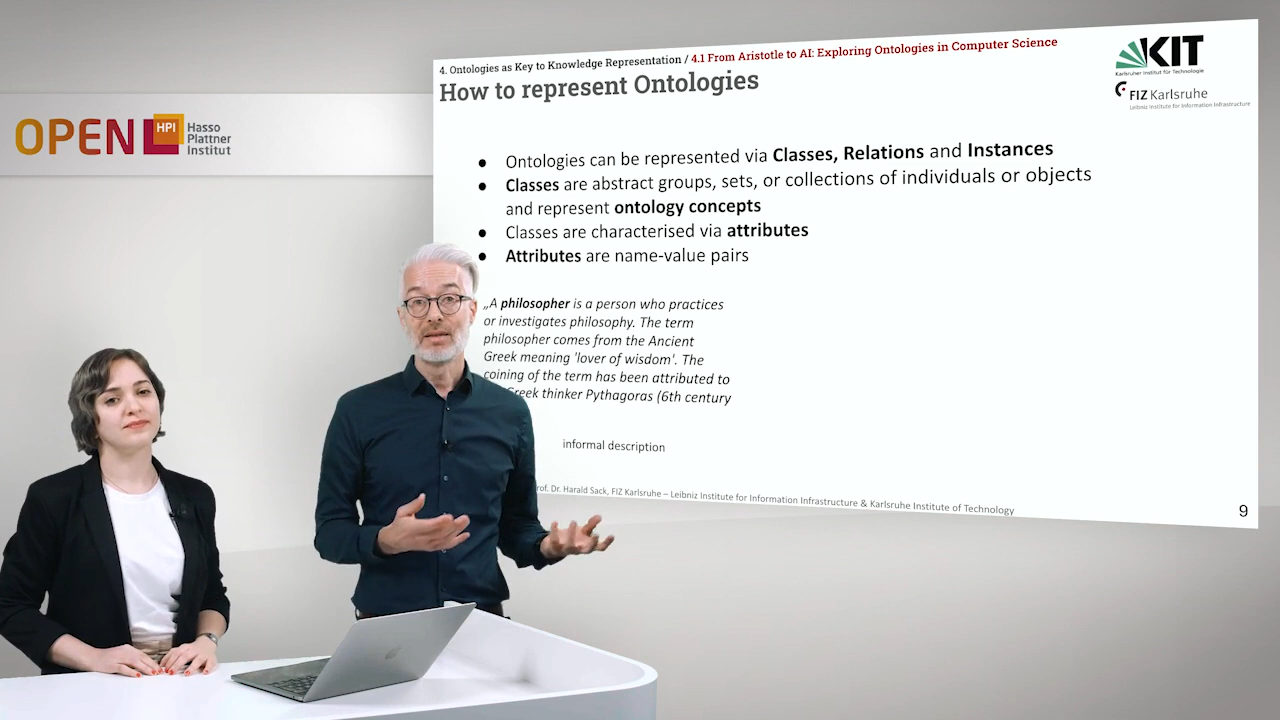 4. Ontologies as Key to Knowledge Representation / 4.1 From Aristotle to AI: Exploring Ontologies in Computer Science
How to represent Ontologies
KIT
Karlsruher Institut für Technologie
FIZ Karlsruhe
Leibniz Institute for Information Infrastructure
OPEN HPI Hasso
Plattner
Institut
● Ontologies can be represented via Classes, Relations and Instances
● Classes are abstract groups, sets, or collections of individuals or objects
and represent ontology concepts
● Classes are characterised via attributes
● Attributes are name-value pairs
„A philosopher is a person who practices
or investigates philosophy. The term
philosopher comes from the Ancient
Greek meaning 'lover of wisdom'. The
coining of the term has been attributed to
Greek thinker Pythagoras (6th century
informal description
Prof. Dr. Harald Sack, FIZ Karlsruhe – Leibniz Institute for Information Infrastructure & Karlsruhe Institute of Technology
9